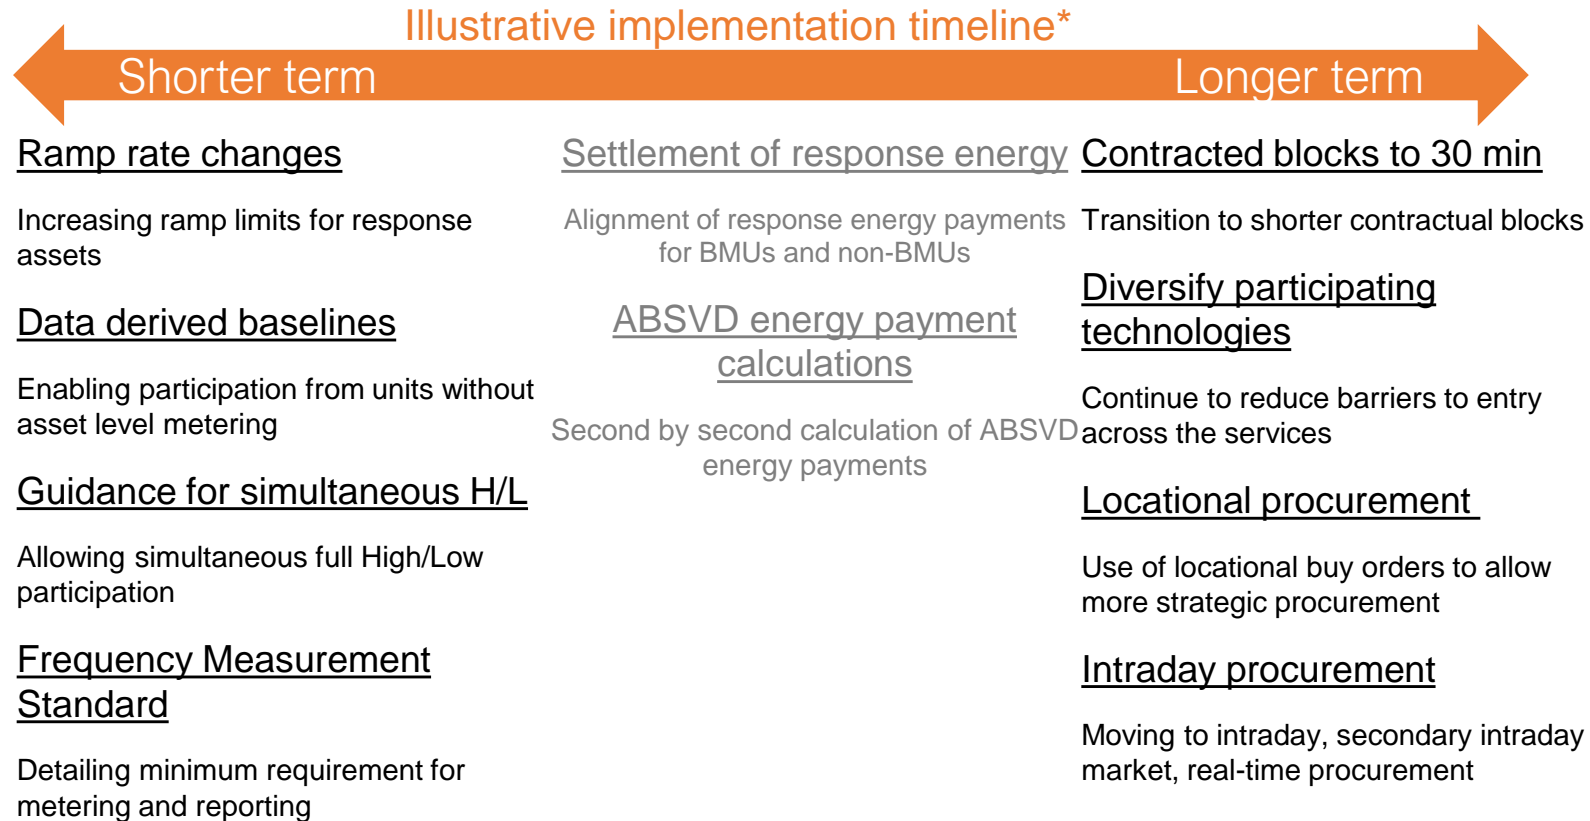 Illustrative implementation timeline*
Shorter term
Longer term
Ramp rate changes
Increasing ramp limits for response
assets
Data derived baselines
Enabling participation from units without
asset level metering
Guidance for simultaneous H/L
Allowing simultaneous full High/Low
participation
Frequency Measurement
Standard
Detailing minimum requirement for
metering and reporting
Settlement of response energy
Alignment of response energy payments
for BMUs and non-BMUs
ABSVD energy payment
calculations
Second by second calculation of ABSVD
energy payments
Contracted blocks to 30 min
Transition to shorter contractual blocks
Diversify participating
technologies
Continue to reduce barriers to entry
across the services
Locational procurement
Use of locational buy orders to allow
more strategic procurement
Intraday procurement
Moving to intraday, secondary intraday
market, real-time procurement